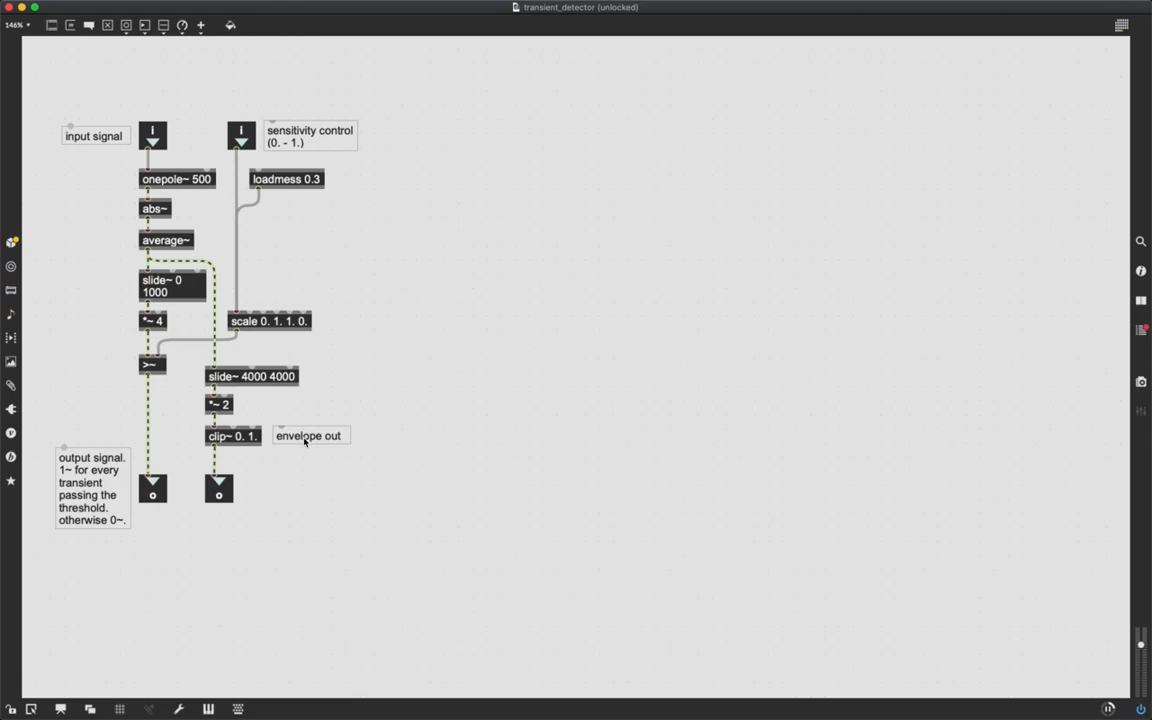 transient_detector (unlocked)
146%
input signal
i
i
sensitivity control
(0. - 1.)
onepole~ 500
loadmess 0.3
abs~
average~
slide~ 0
1000
*~ 4
scale 0. 1. 1. 0.
>~
slide~ 4000 4000
*~ 2
clip~ 0. 1.
envelope out
output signal.
1~ for every
transient
passing the
threshold.
otherwise 0~.
o
o